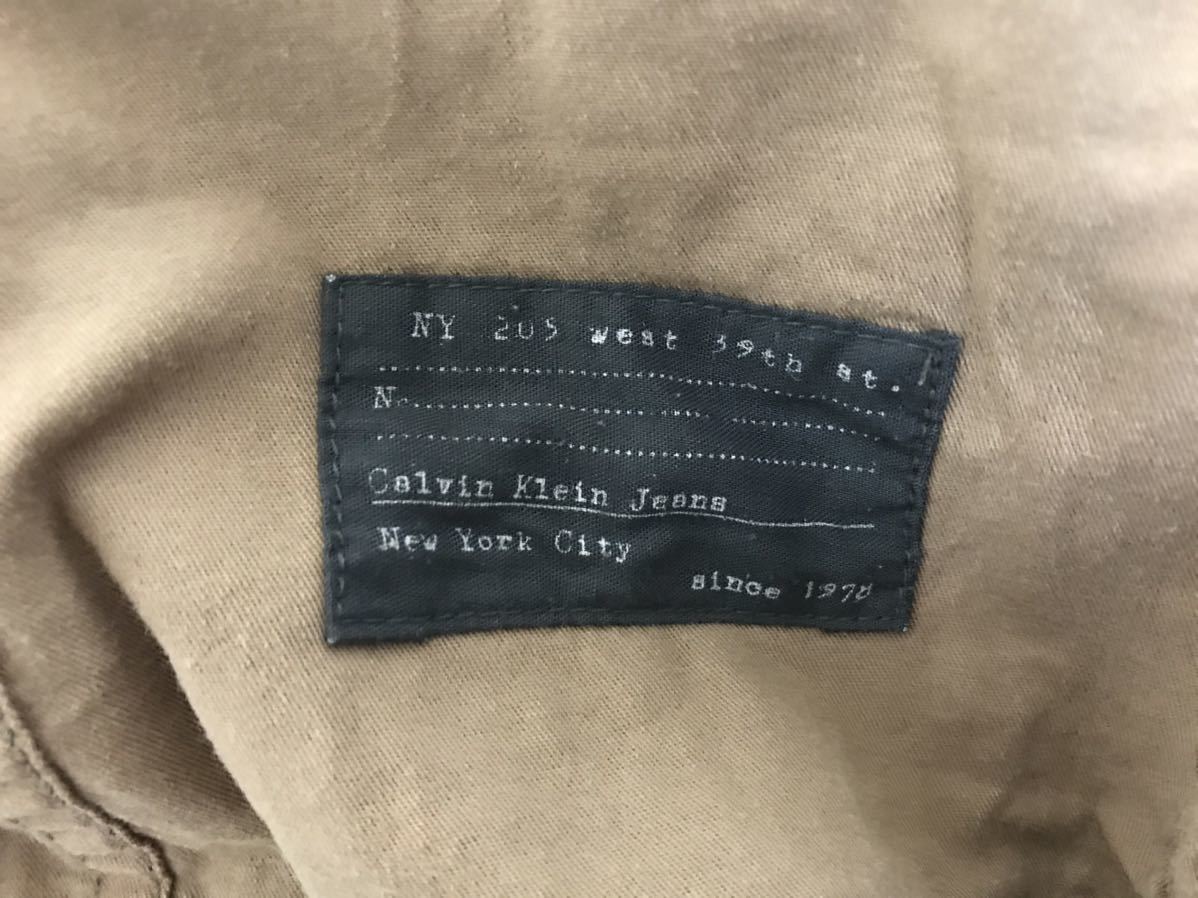 NY 205 west 39th st.
N
Calvin Klein Jeans
New York City
since 1978